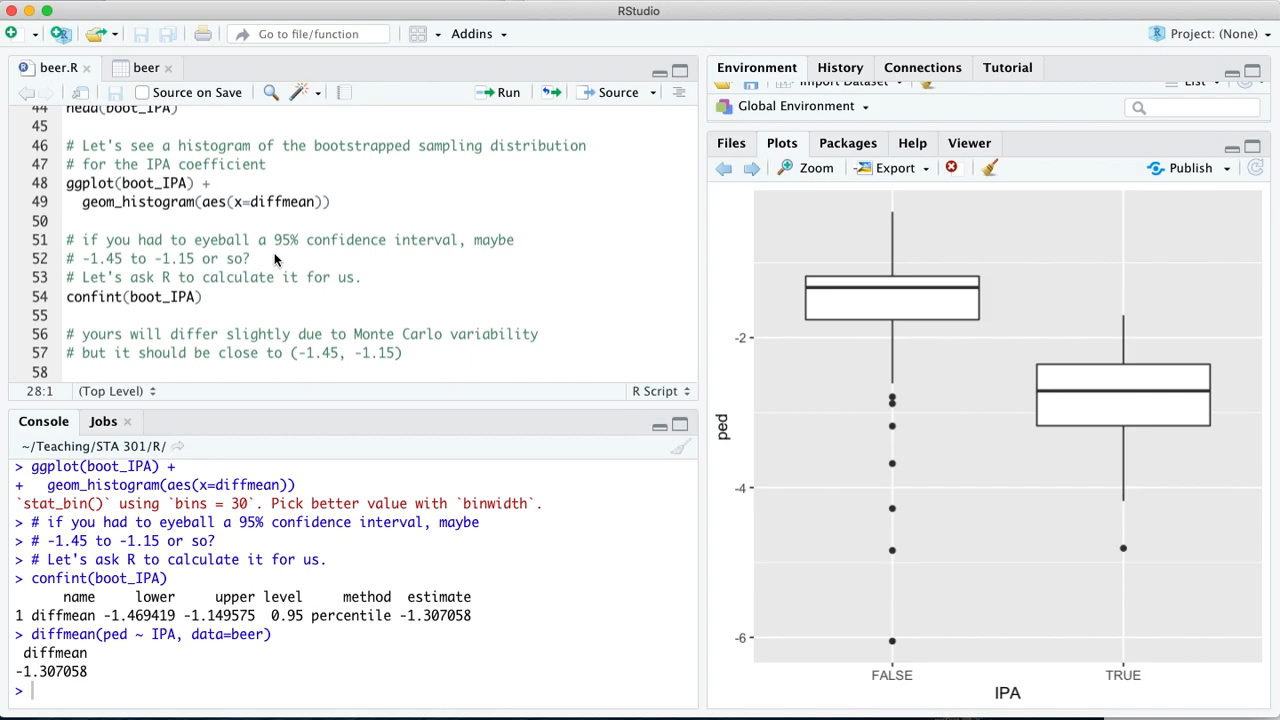 RStudio
Go to file/function
Addins
Project: (None)
beer.R
beer
Source on Save
Run
Source
44 head(boot_IPA)
45
46 # Let's see a histogram of the bootstrapped sampling distribution
47 # for the IPA coefficient
48 ggplot(boot_IPA) +
49 geom_histogram(aes(x=diffmean))
50
51 # if you had to eyeball a 95% confidence interval, maybe
52 # -1.45 to -1.15 or so?
53 # Let's ask R to calculate it for us.
54 confint(boot_IPA)
55
56 # yours will differ slightly due to Monte Carlo variability
57 # but it should be close to (-1.45, -1.15)
58
28:1 (Top Level) R Script
Console Jobs
~/Teaching/STA 301/R/
> ggplot(boot_IPA) +
+ geom_histogram(aes(x=diffmean))
`stat_bin()` using `bins = 30`. Pick better value with `binwidth`.
> # if you had to eyeball a 95% confidence interval, maybe
> # -1.45 to -1.15 or so?
> # Let's ask R to calculate it for us.
> confint(boot_IPA)
name lower upper level method estimate
1 diffmean -1.469419 -1.149575 0.95 percentile -1.307058
> diffmean(ped ~ IPA, data=beer)
diffmean
-1.307058
>
Environment History Connections Tutorial
Import Dataset List
Global Environment
Files Plots Packages Help Viewer
Zoom Export Publish
-2
-4
-6
ped
FALSE TRUE
IPA